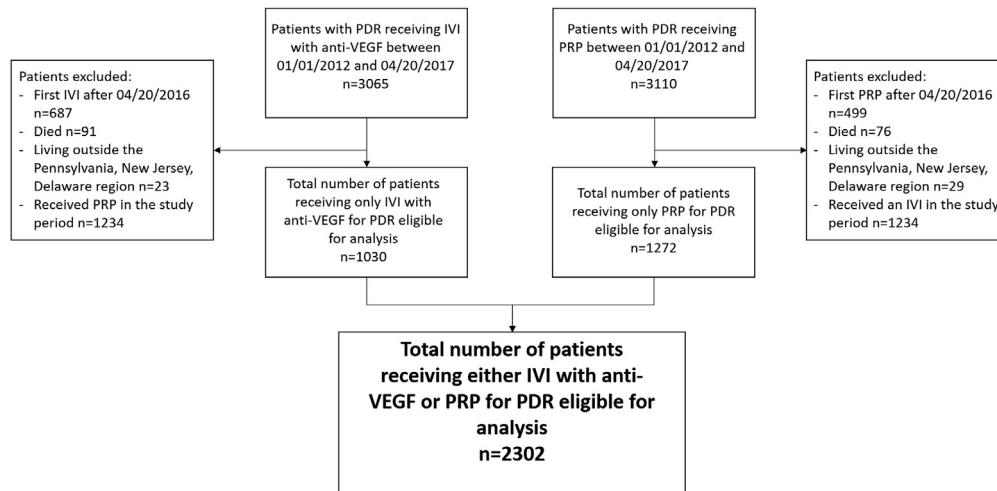 Patients with PDR receiving IVI
with anti-VEGF between
01/01/2012 and 04/20/2017
n=3065
Patients with PDR receiving
PRP between 01/01/2012 and
04/20/2017
n=3110
Patients excluded:
- First IVI after 04/20/2016
n=687
- Died n=91
- Living outside the
Pennsylvania, New Jersey,
Delaware region n=23
- Received PRP in the study
period n=1234
Patients excluded:
- First PRP after 04/20/2016
n=499
- Died n=76
- Living outside the
Pennsylvania, New Jersey,
Delaware region n=29
- Received an IVI in the study
period n=1234
Total number of patients
receiving only IVI with
anti-VEGF for PDR eligible
for analysis
n=1030
Total number of patients
receiving only PRP for PDR
eligible for analysis
n=1272
Total number of patients
receiving either IVI with anti-
VEGF or PRP for PDR eligible for
analysis
n=2302